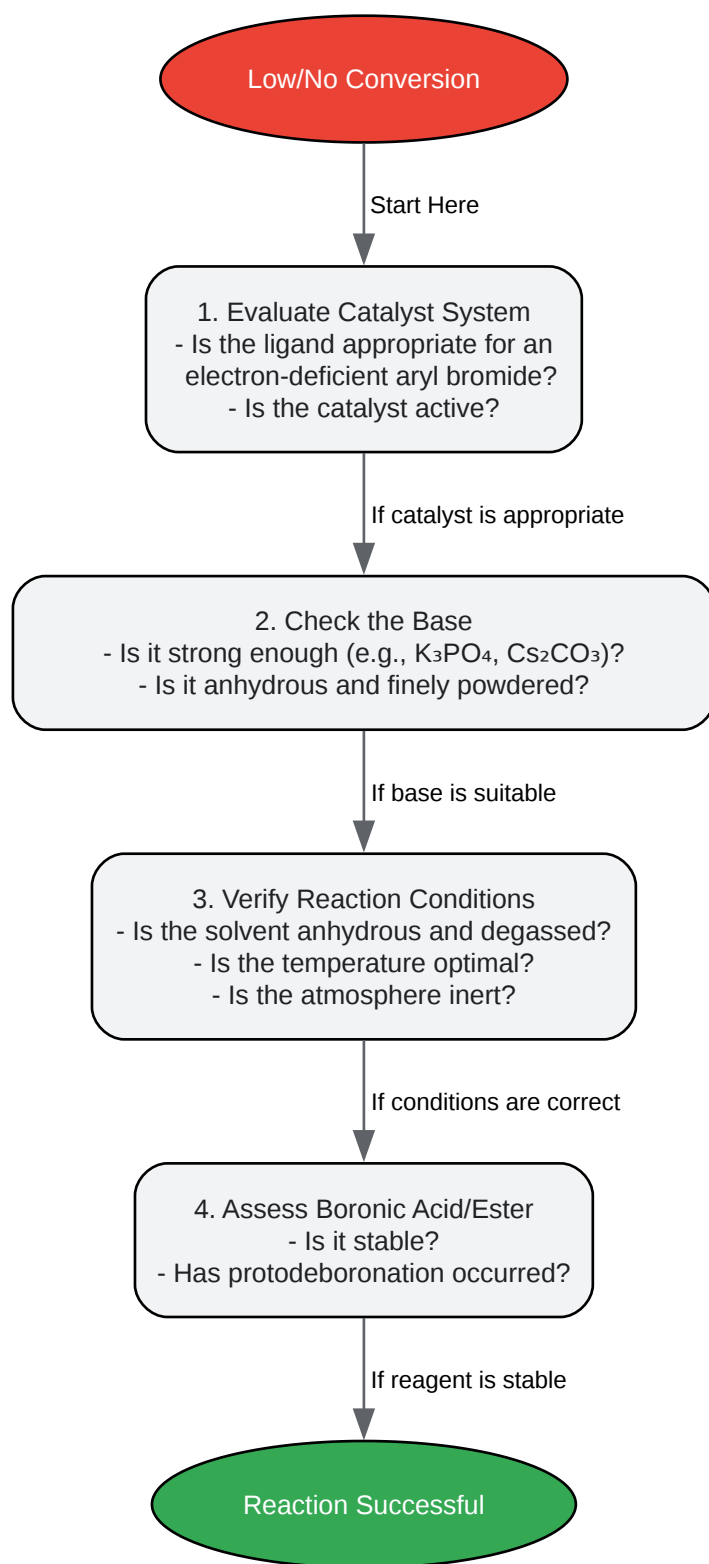 Low/No Conversion
Start Here
1. Evaluate Catalyst System
- Is the ligand appropriate for an
electron-deficient aryl bromide?
- Is the catalyst active?
If catalyst is appropriate
2. Check the Base
- Is it strong enough (e.g., K₃PO₄, Cs₂CO₃)?
- Is it anhydrous and finely powdered?
If base is suitable
3. Verify Reaction Conditions
- Is the solvent anhydrous and degassed?
- Is the temperature optimal?
- Is the atmosphere inert?
If conditions are correct
4. Assess Boronic Acid/Ester
- Is it stable?
- Has protodeboronation occurred?
If reagent is stable
Reaction Successful